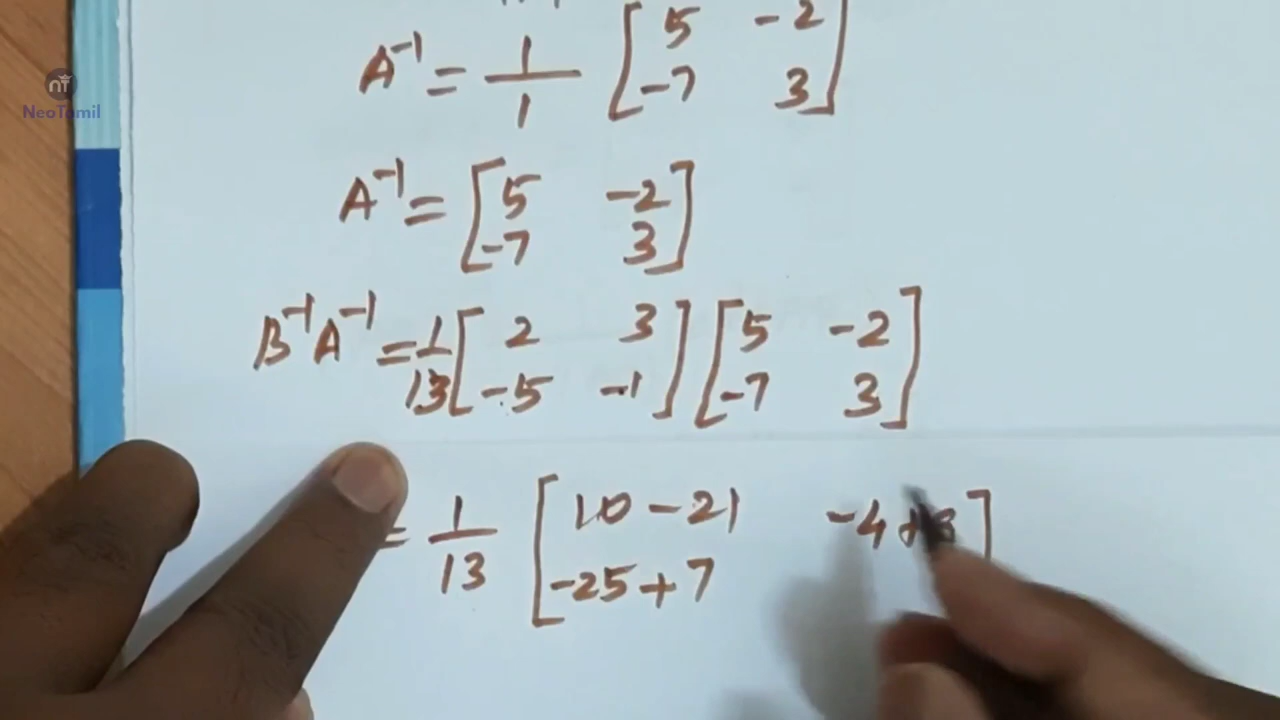 NeoTamil
A⁻¹ = 1/1 [5 -2
-7 3]
A⁻¹ = [5 -2
-7 3]
B⁻¹A⁻¹ = 1/13 [2 3
-5 -1] [5 -2
-7 3]
= 1/13 [10 - 21 -4 +
-25 + 7 ]